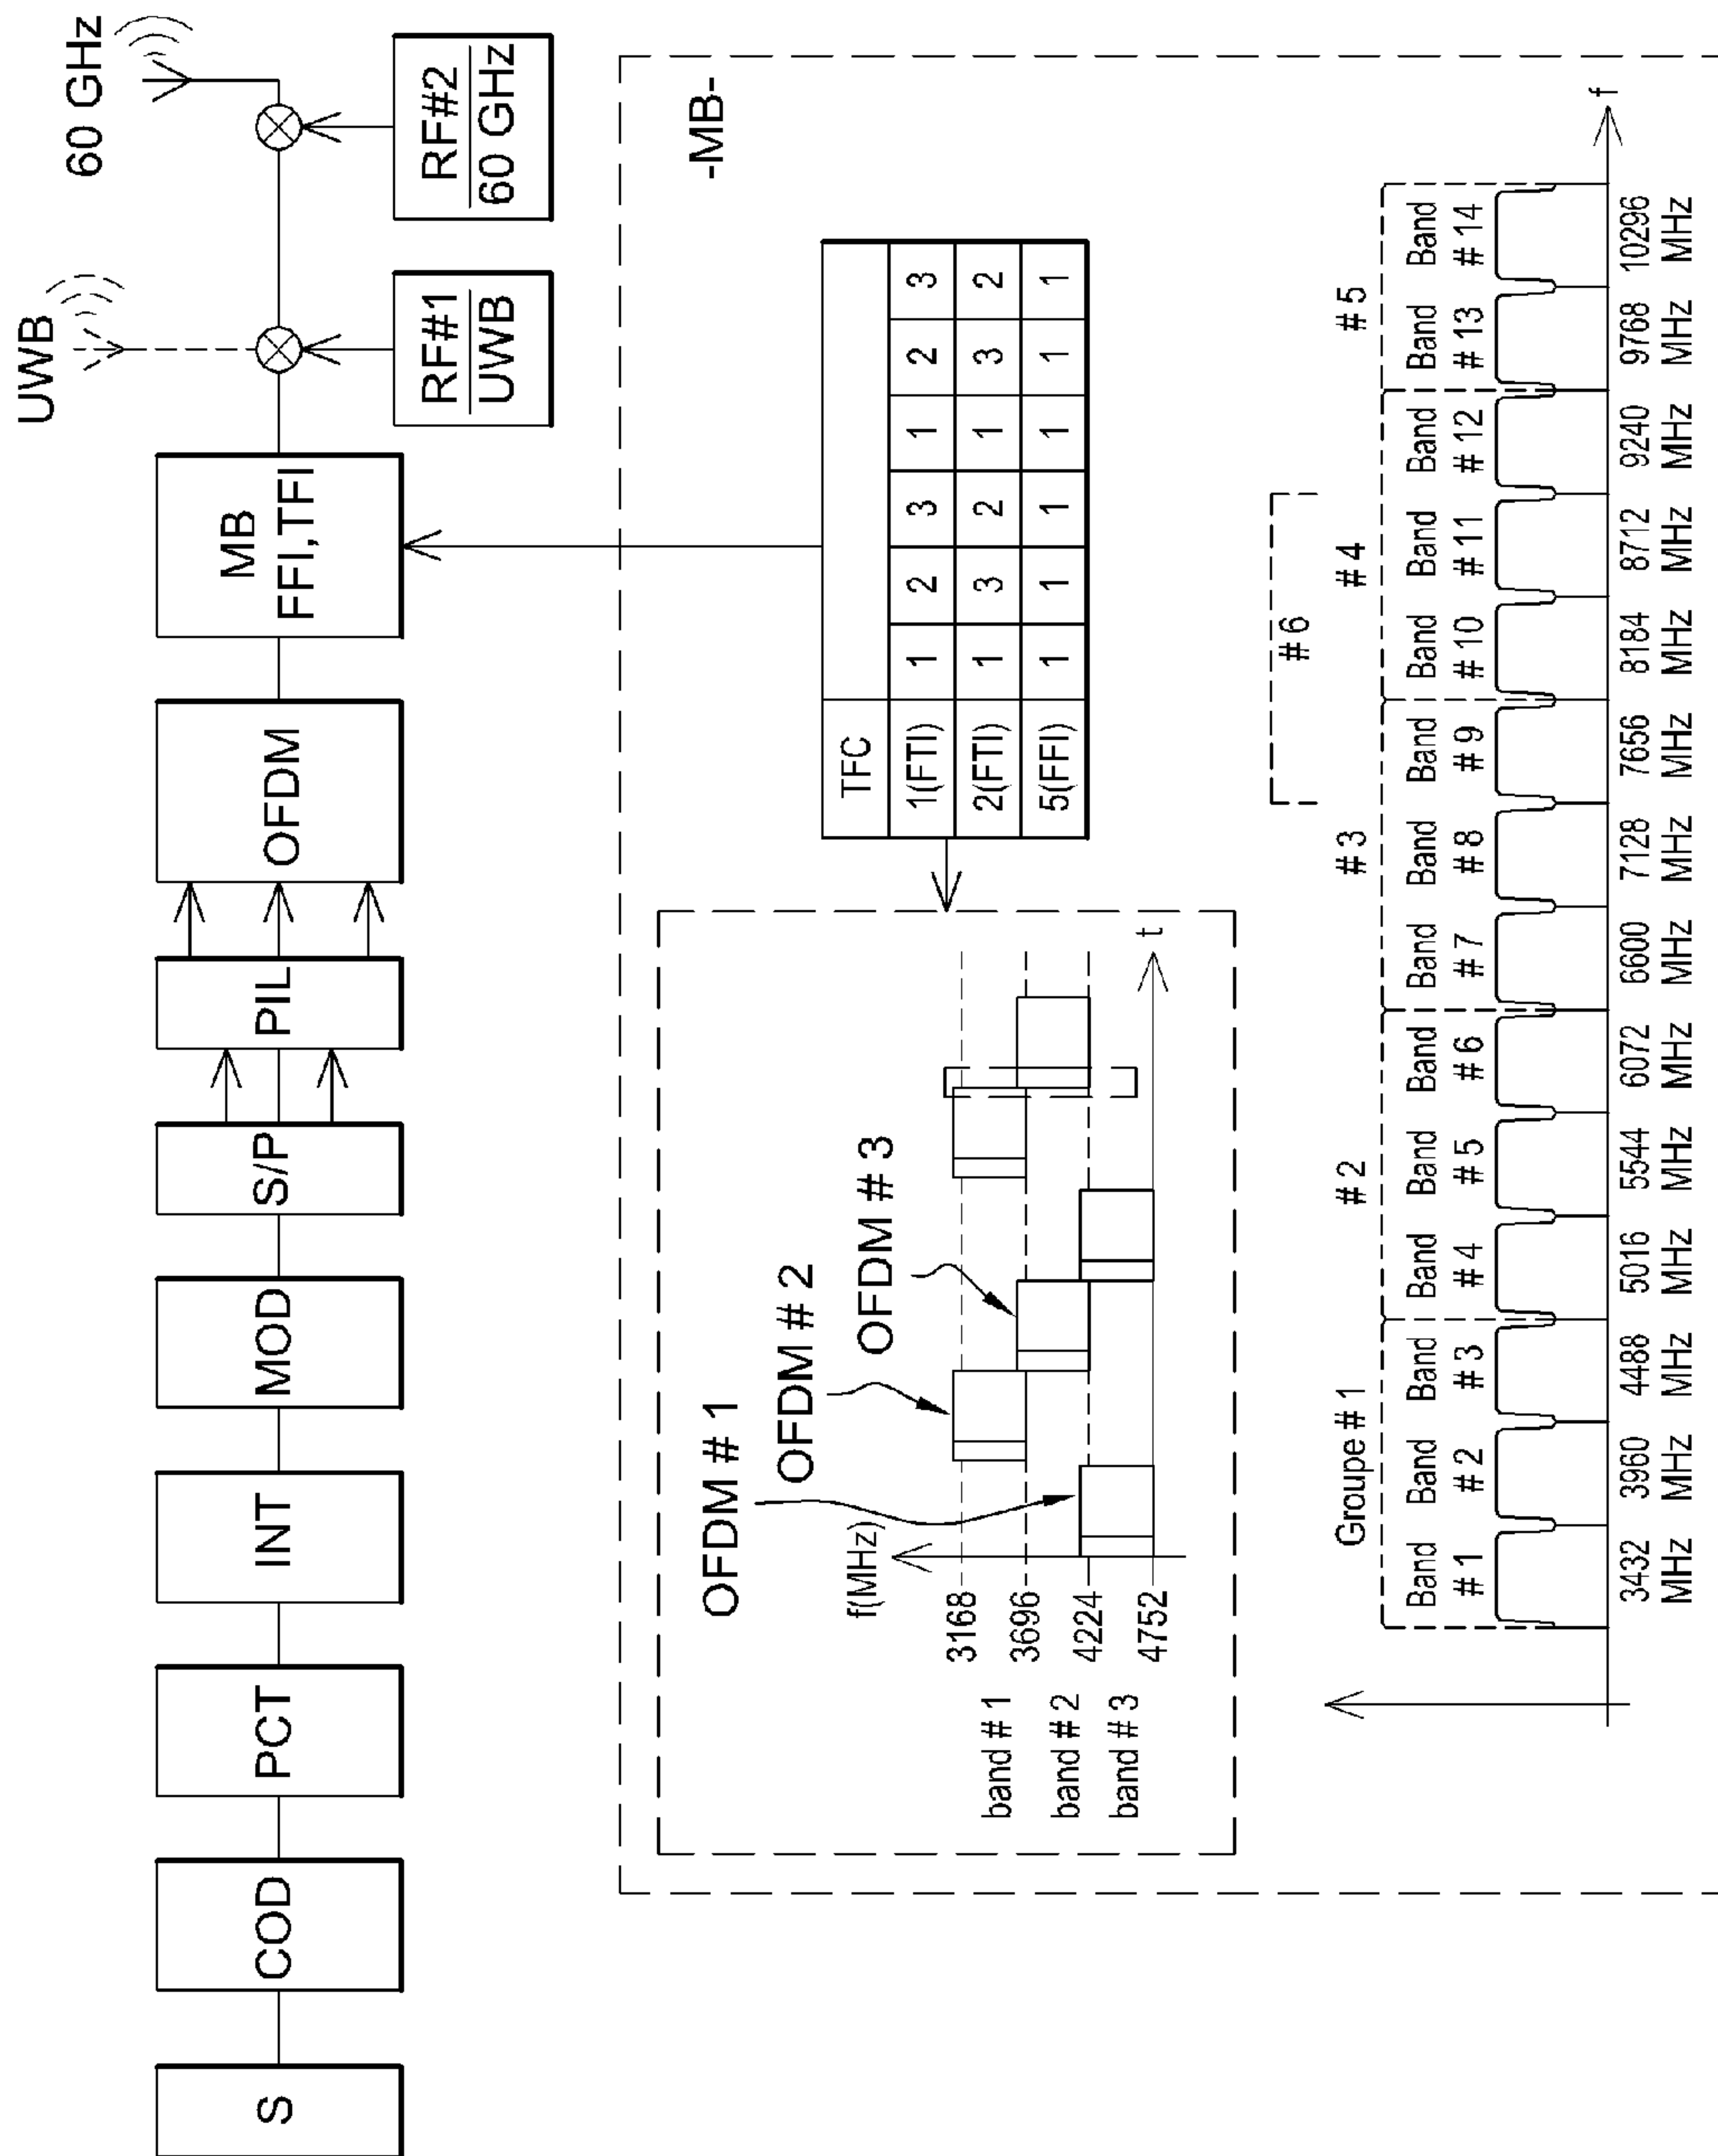 UWB
60 GHz
S
COD
PCT
INT
MOD
S/P
PIL
OFDM
MB
FFI,TFI
RF#1
UWB
RF#2
60 GHz
-MB-
OFDM # 1
OFDM # 2
OFDM # 3
f(MHz)
3168
3696
4224
4752
band # 1
band # 2
band # 3
t
TFC
1(FTI) 1 2 3 1 2 3
2(FTI) 1 3 2 1 3 2
5(FFI) 1 1 1 1 1 1
# 6
Groupe # 1 # 2 # 3 # 4 # 5
Band Band Band Band Band Band Band Band Band Band Band Band Band Band
# 1 # 2 # 3 # 4 # 5 # 6 # 7 # 8 # 9 # 10 # 11 # 12 # 13 # 14
f
3432 3960 4488 5016 5544 6072 6600 7128 7656 8184 8712 9240 9768 10296
MHz MHz MHz MHz MHz MHz MHz MHz MHz MHz MHz MHz MHz MHz